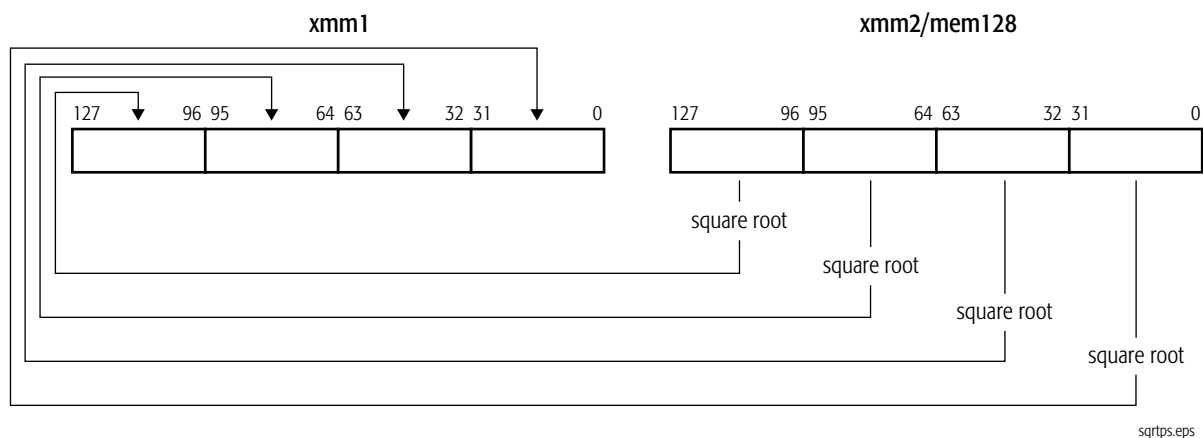 xmm1 xmm2/mem128
127 96 95 64 63 32 31 0 127 96 95 64 63 32 31 0
square root
square root
square root
square root
sqrtps.eps